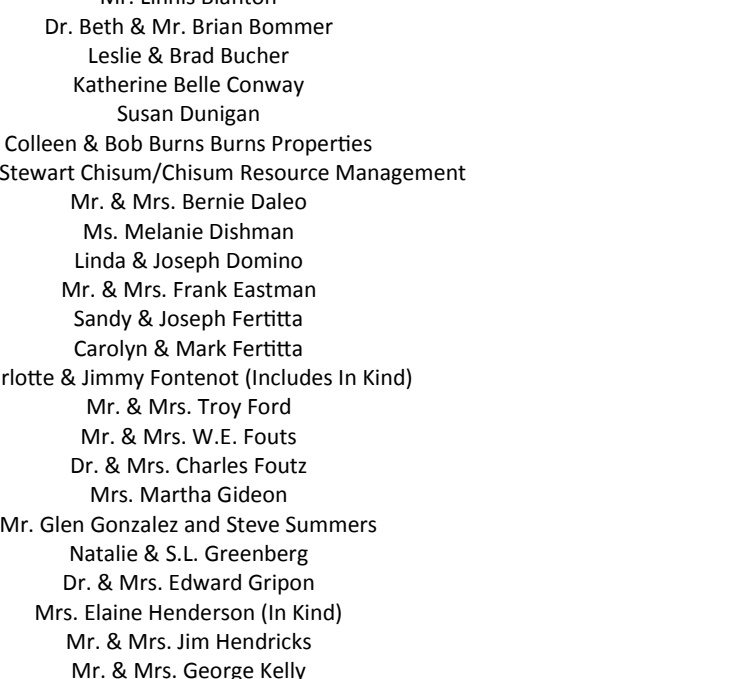 Mr. Linnis Blanton
Dr. Beth & Mr. Brian Bommer
Leslie & Brad Bucher
Katherine Belle Conway
Susan Dunigan
Colleen & Bob Burns Burns Properties
Stewart Chisum/Chisum Resource Management
Mr. & Mrs. Bernie Daleo
Ms. Melanie Dishman
Linda & Joseph Domino
Mr. & Mrs. Frank Eastman
Sandy & Joseph Fertitta
Carolyn & Mark Fertitta
rlotte & Jimmy Fontenot (Includes In Kind)
Mr. & Mrs. Troy Ford
Mr. & Mrs. W.E. Fouts
Dr. & Mrs. Charles Foutz
Mrs. Martha Gideon
Mr. Glen Gonzalez and Steve Summers
Natalie & S.L. Greenberg
Dr. & Mrs. Edward Gripon
Mrs. Elaine Henderson (In Kind)
Mr. & Mrs. Jim Hendricks
Mr. & Mrs. George Kelly